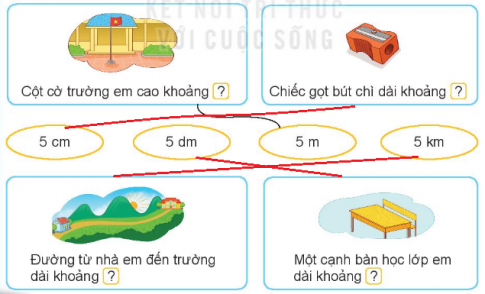 KẾT NỐI TRI THỨC
VỚI CUỘC SỐNG
Cột cờ trường em cao khoảng ?
Chiếc gọt bút chì dài khoảng ?
5 cm
5 dm
5 m
5 km
Đường từ nhà em đến trường
dài khoảng ?
Một cạnh bàn học lớp em
dài khoảng ?